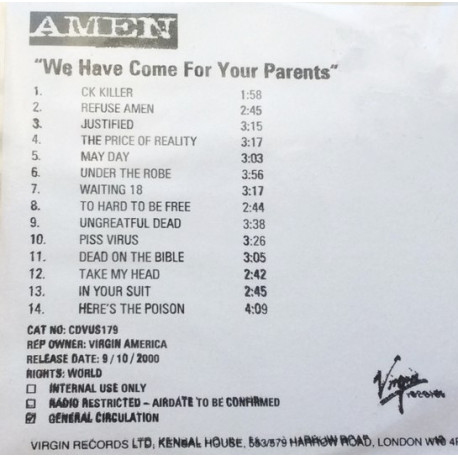 AMEN
"We Have Come For Your Parents"
1. CK KILLER 1:58
2. REFUSE AMEN 2:45
3. JUSTIFIED 3:15
4. THE PRICE OF REALITY 3:17
5. MAY DAY 3:03
6. UNDER THE ROBE 3:56
7. WAITING 18 3:17
8. TO HARD TO BE FREE 2:44
9. UNGREATFUL DEAD 3:38
10. PISS VIRUS 3:26
11. DEAD ON THE BIBLE 3:05
12. TAKE MY HEAD 2:42
13. IN YOUR SUIT 2:45
14. HERE'S THE POISON 4:09
CAT NO: CDVUS179
REP OWNER: VIRGIN AMERICA
RELEASE DATE: 9/10/2000
RIGHTS: WORLD
INTERNAL USE ONLY
RADIO RESTRICTED – AIRDATE TO BE CONFIRMED
GENERAL CIRCULATION
Virgin
records
VIRGIN RECORDS LTD, KENSAL HOUSE, 553/579 HARROW ROAD, LONDON W10